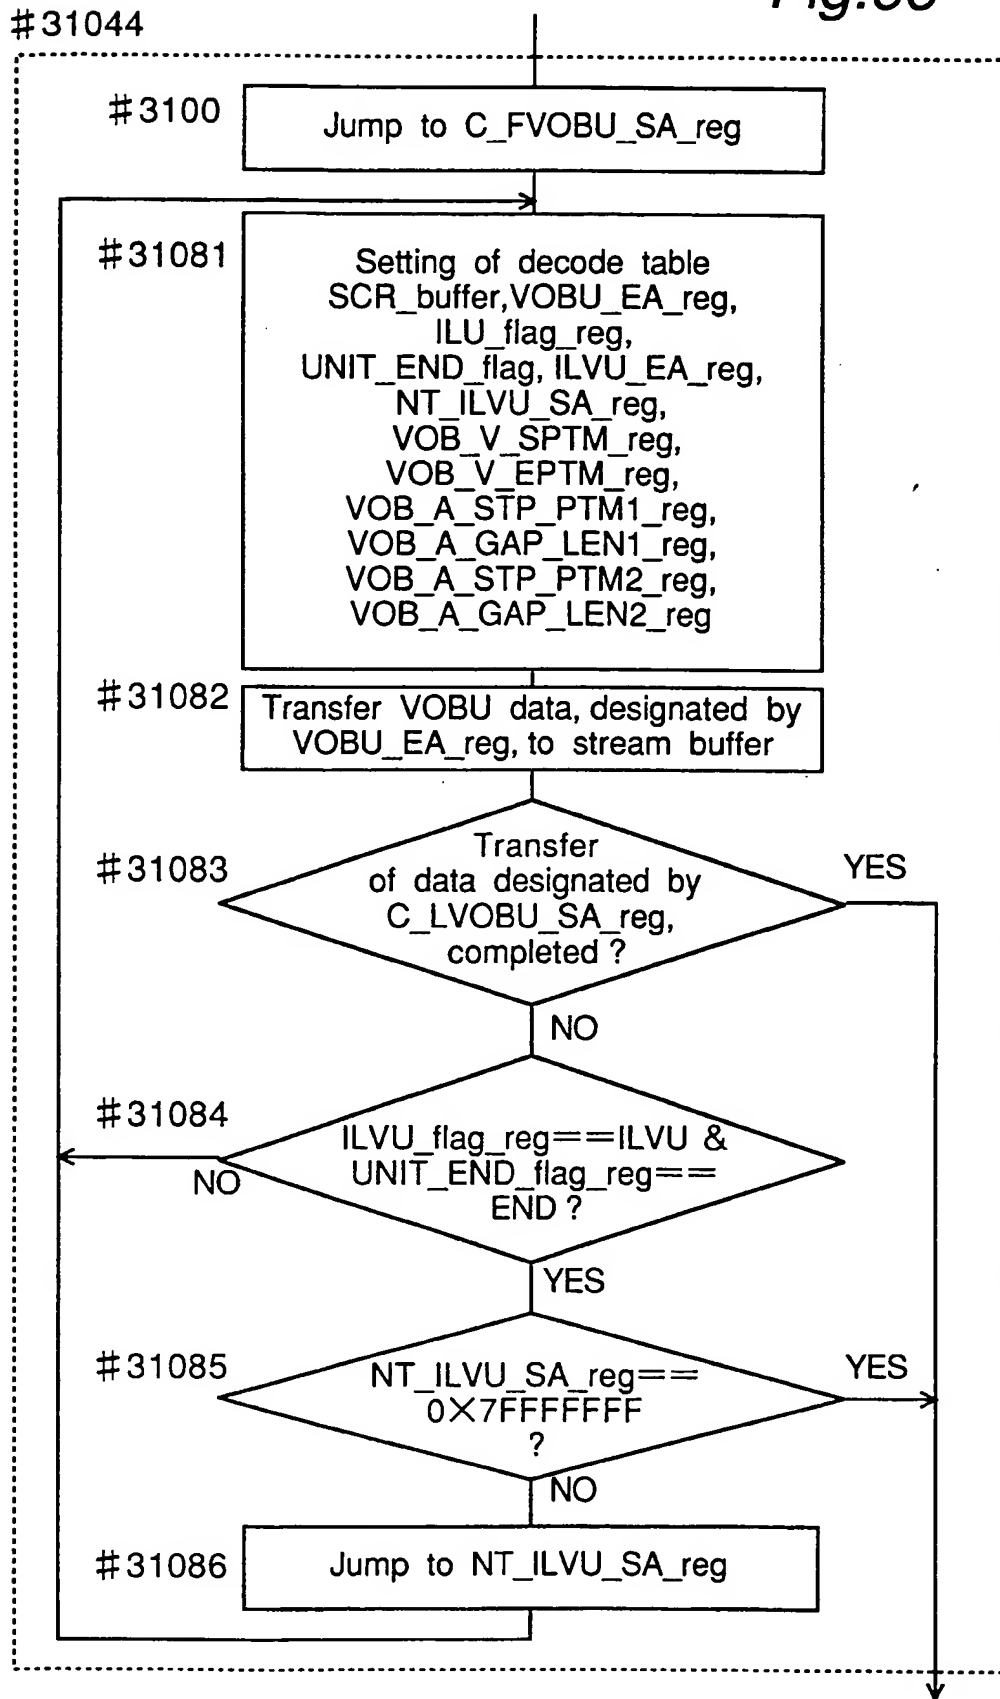 #31044
#3100
Jump to C_FVOBU_SA_reg
#31081
Setting of decode table
SCR_buffer,VOBU_EA_reg,
ILU_flag_reg,
UNIT_END_flag, ILVU_EA_reg,
NT_ILVU_SA_reg,
VOB_V_SPTM_reg,
VOB_V_EPTM_reg,
VOB_A_STP_PTM1_reg,
VOB_A_GAP_LEN1_reg,
VOB_A_STP_PTM2_reg,
VOB_A_GAP_LEN2_reg
#31082
Transfer VOBU data, designated by
VOBU_EA_reg, to stream buffer
#31083
Transfer
of data designated by
C_LVOBU_SA_reg,
completed ?
YES
NO
#31084
ILVU_flag_reg==ILVU &
UNIT_END_flag_reg==
END ?
NO
YES
#31085
NT_ILVU_SA_reg==
0X7FFFFFFF
?
YES
NO
#31086
Jump to NT_ILVU_SA_reg